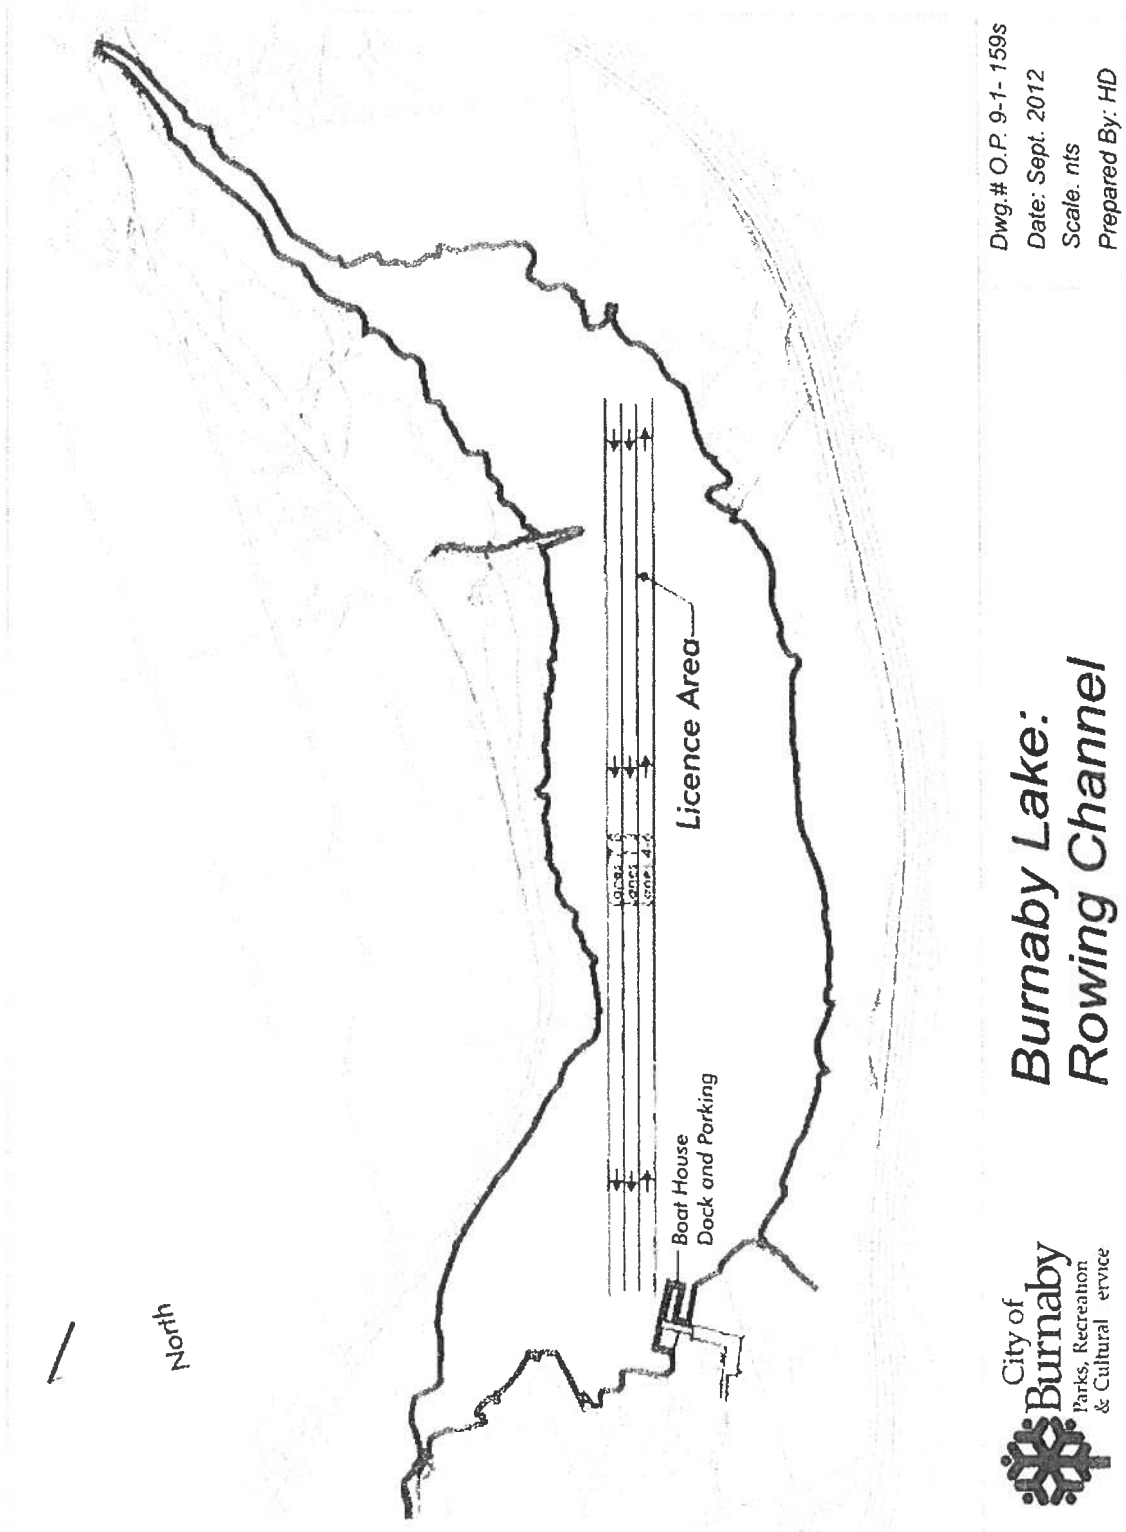 North
Licence Area
Boat House
Dock and Parking
City of
Burnaby
Parks, Recreation
& Cultural ervice
Burnaby Lake:
Rowing Channel
Dwg.# O.P. 9-1-159s
Date: Sept. 2012
Scale. nts
Prepared By: HD